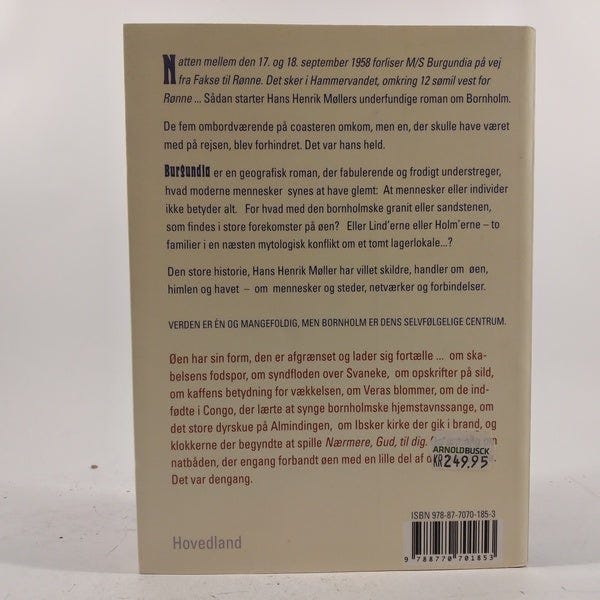 Natten mellem den 17. og 18. september 1958 forliser M/S Burgundia på vej
fra Fakse til Rønne. Det sker i Hammervandet, omkring 12 sømil vest for
Rønne ... Sådan starter Hans Henrik Møllers underfundige roman om Bornholm.
De fem ombordværende på coasteren omkom, men en, der skulle have været
med på rejsen, blev forhindret. Det var hans held.
Burgundia er en geografisk roman, der fabulerende og frodigt understreger,
hvad moderne mennesker synes at have glemt: At mennesker eller individer
ikke betyder alt. For hvad med den bornholmske granit eller sandstenen,
som findes i store forekomster på øen? Eller Lind'erne eller Holm'erne – to
familier i en næsten mytologisk konflikt om et tomt lagerlokale...?
Den store historie, Hans Henrik Møller har villet skildre, handler om øen,
himlen og havet – om mennesker og steder, netværker og forbindelser.
VERDEN ER ÉN OG MANGEFOLDIG, MEN BORNHOLM ER DENS SELVFØLGELIGE CENTRUM.
Øen har sin form, den er afgrænset og lader sig fortælle ... om ska-
belsens fodspor, om syndfloden over Svaneke, om opskrifter på sild,
om kaffens betydning for vækkelsen, om Veras blommer, om de ind-
fødte i Congo, der lærte at synge bornholmske hjemstavnssange, om
det store dyrskue på Almindingen, om Ibsker kirke der gik i brand, og
klokkerne der begyndte at spille Nærmere, Gud, til dig.
natbåden, der engang forbandt øen med en lille del af
Det var dengang.
ARNOLD BUSCK
KR 249.95
ISBN 978-87-7070-185-3
9 788770 701853
Hovedland